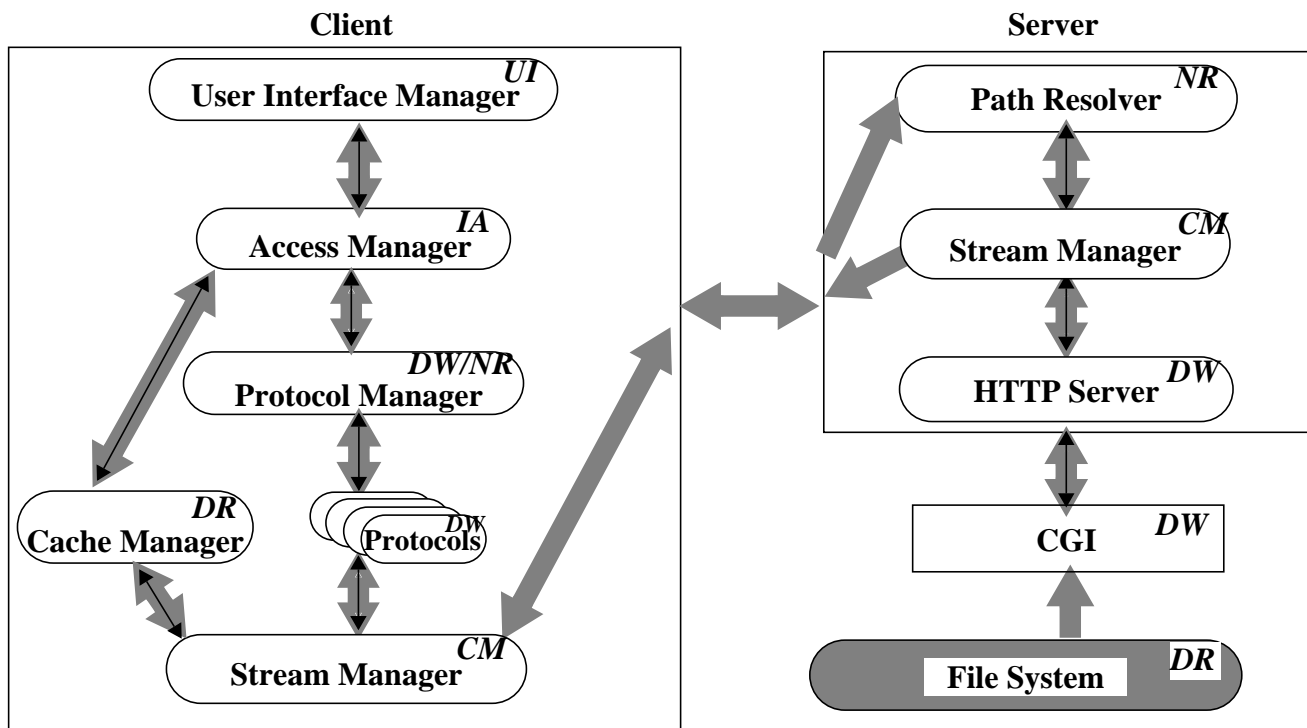 Client
UI
User Interface Manager
IA
Access Manager
DW/NR
Protocol Manager
DR
Cache Manager
DW
Protocols
CM
Stream Manager
Server
NR
Path Resolver
CM
Stream Manager
DW
HTTP Server
DW
CGI
DR
File System